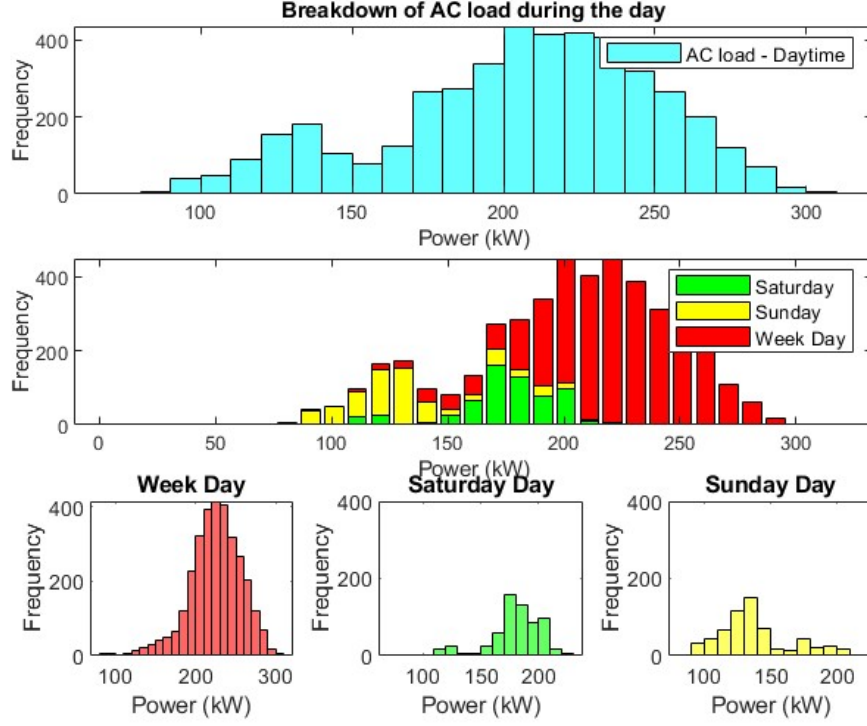 Breakdown of AC load during the day
400
200
0
Frequency
AC load - Daytime
100 150 200 250 300
Power (kW)
400
200
0
Frequency
Saturday
Sunday
Week Day
0 50 100 150 200 250 300
Power (kW)
Week Day
400
200
0
Frequency
100 200 300
Power (kW)
Saturday Day
400
200
0
Frequency
100 150 200
Power (kW)
Sunday Day
400
200
0
Frequency
100 150 200
Power (kW)